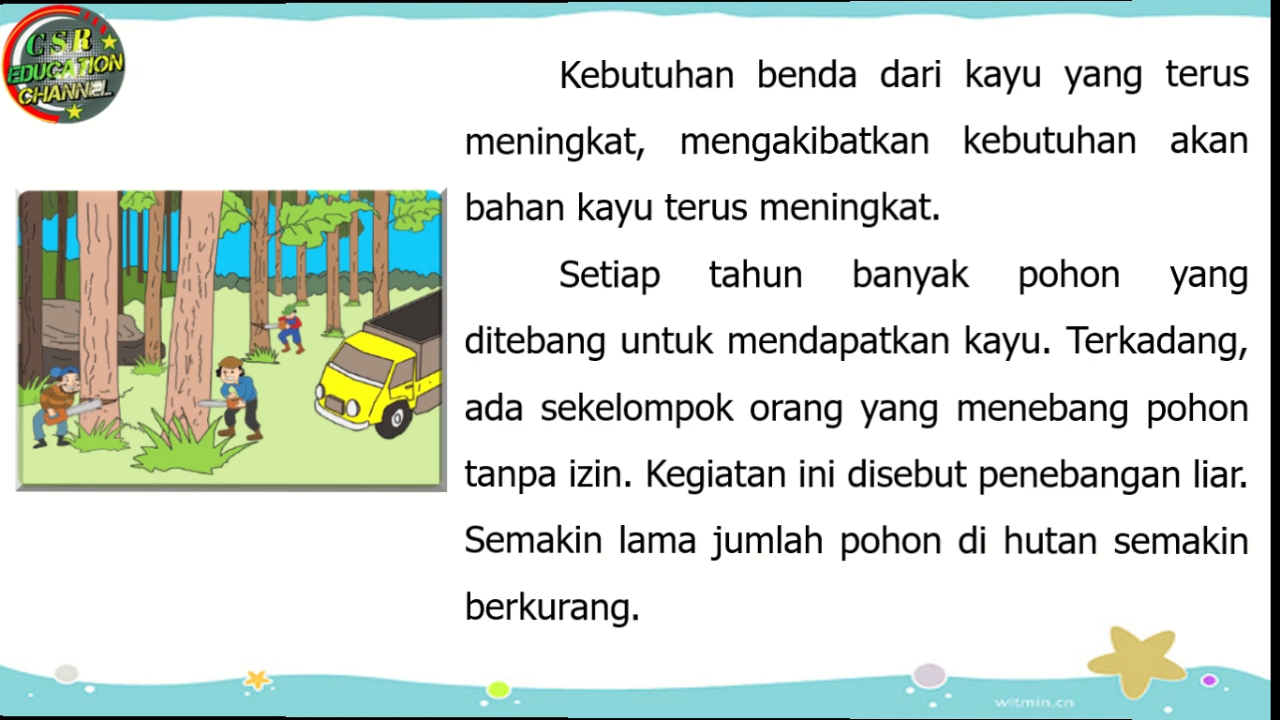 CSR
EDUCATION
CHANNEL
Kebutuhan benda dari kayu yang terus
meningkat, mengakibatkan kebutuhan akan
bahan kayu terus meningkat.
Setiap tahun banyak pohon yang
ditebang untuk mendapatkan kayu. Terkadang,
ada sekelompok orang yang menebang pohon
tanpa izin. Kegiatan ini disebut penebangan liar.
Semakin lama jumlah pohon di hutan semakin
berkurang.
witmin.cn